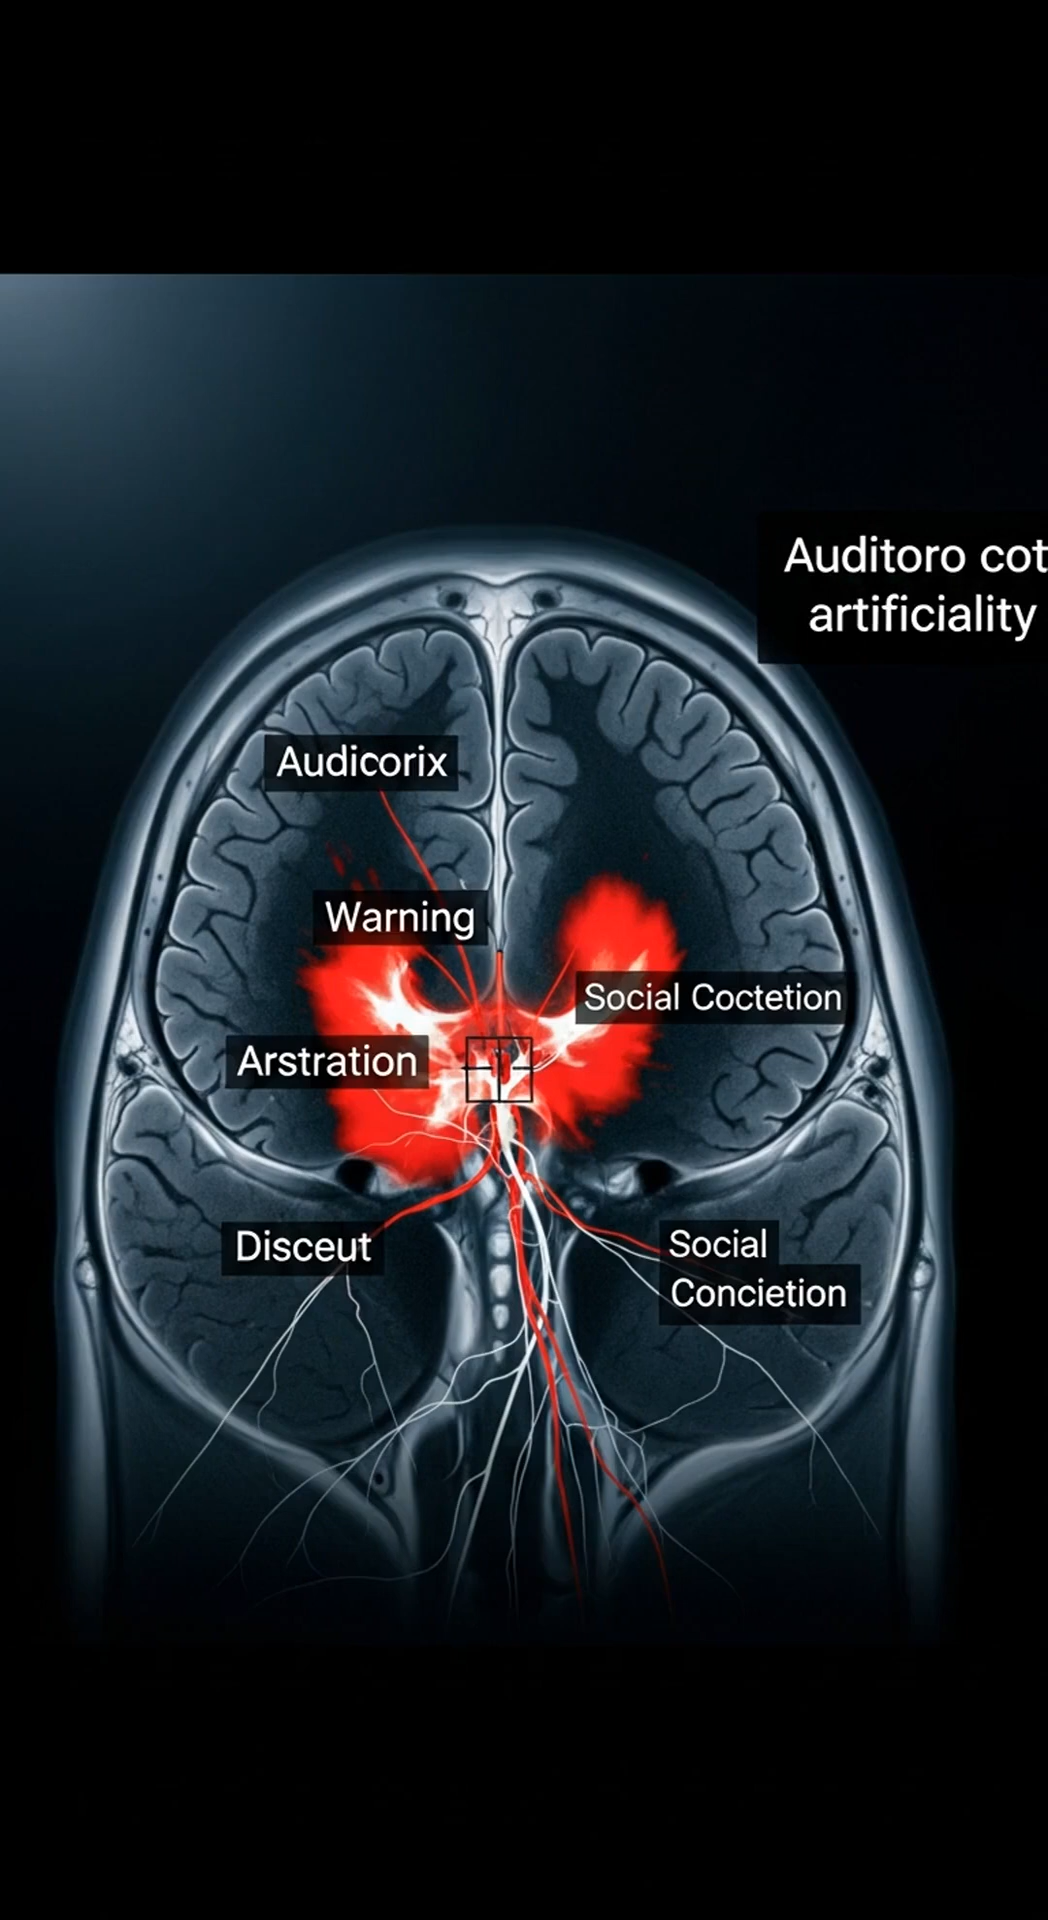 Auditoro cot
artificiality
Audicorix
Warning
Social Coctetion
Arstration
Disceut
Social
Concietion